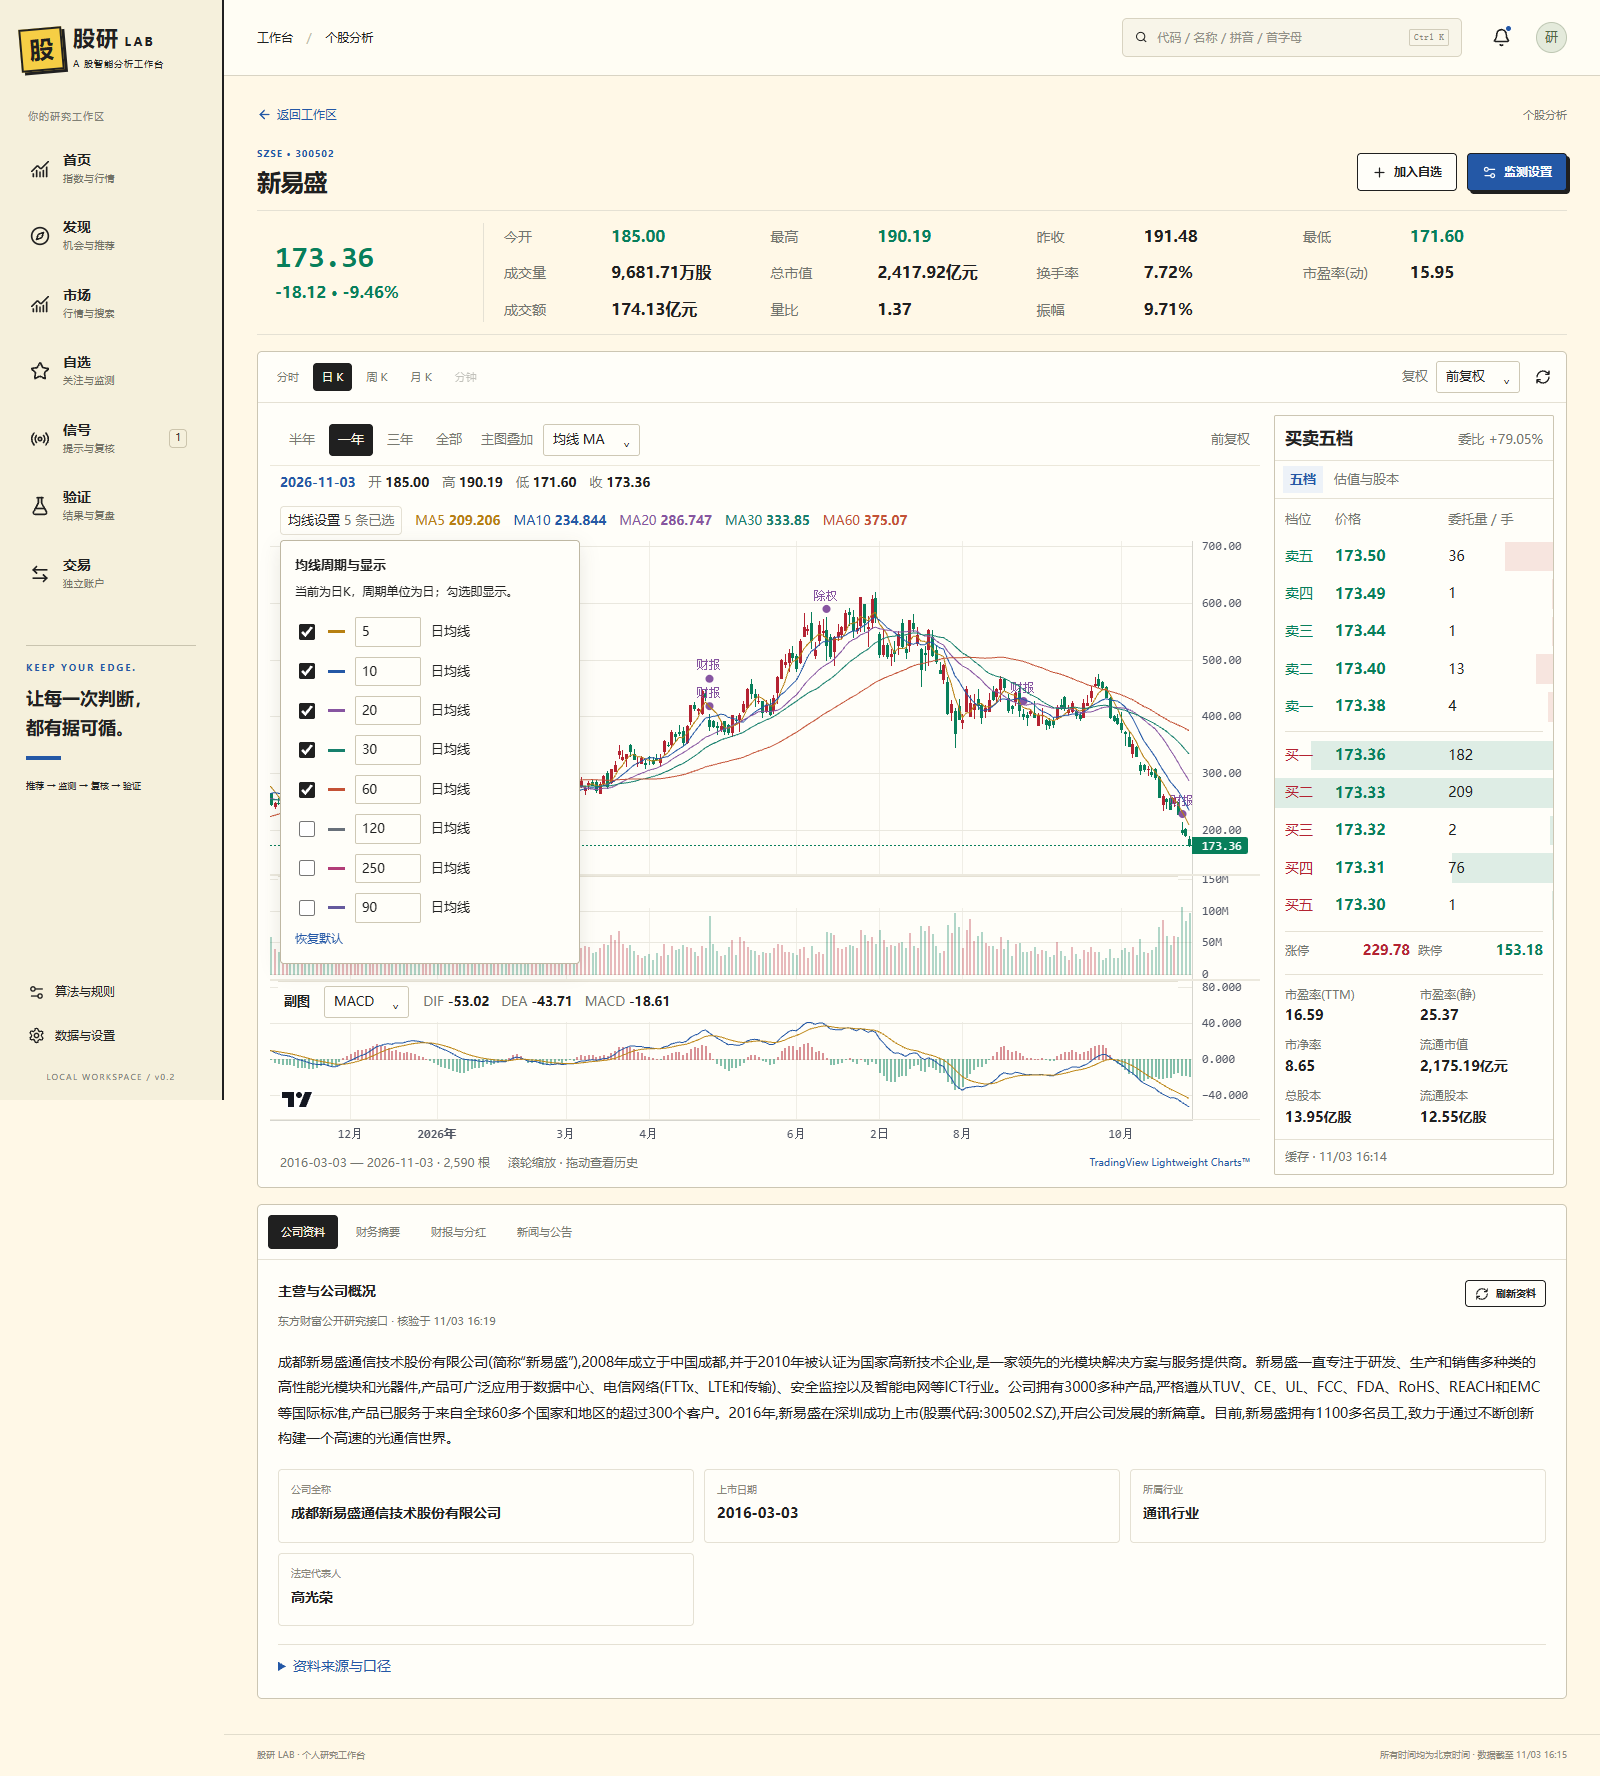 股
股研 LAB
A 股智能分析工作台
你的研究工作区
首页
指数与行情
发现
机会与推荐
市场
行情与搜索
自选
关注与监测
信号
提示与复核
1
验证
结果与复盘
交易
独立账户
KEEP YOUR EDGE.
让每一次判断，
都有据可循。
推荐 → 监测 → 复核 → 验证
算法与规则
数据与设置
LOCAL WORKSPACE / v0.2
工作台 / 个股分析
代码 / 名称 / 拼音 / 首字母 Ctrl K
研
返回工作区
个股分析
SZSE • 300502
新易盛
加入自选
监测设置
173.36
-18.12 • -9.46%
今开 185.00 最高 190.19 昨收 191.48 最低 171.60
成交量 9,681.71万股 总市值 2,417.92亿元 换手率 7.72% 市盈率(动) 15.95
成交额 174.13亿元 量比 1.37 振幅 9.71%
分时 日 K 周 K 月 K 分钟
复权 前复权
半年 一年 三年 全部 主图叠加 均线 MA 前复权
2026-11-03 开 185.00 高 190.19 低 171.60 收 173.36
均线设置 5 条已选 MA5 209.206 MA10 234.844 MA20 286.747 MA30 333.85 MA60 375.07
均线周期与显示
当前为日K，周期单位为日；勾选即显示。
5 日均线
10 日均线
20 日均线
30 日均线
60 日均线
120 日均线
250 日均线
90 日均线
恢复默认
除权
财报
财报
财报
财报
700.00
600.00
500.00
400.00
300.00
200.00
173.36
150M
100M
50M
0
副图 MACD DIF -53.02 DEA -43.71 MACD -18.61
80.000
40.000
0.000
-40.000
12月 2026年 3月 4月 6月 2日 8月 10月
2016-03-03 — 2026-11-03 · 2,590 根 滚轮缩放 · 拖动查看历史
TradingView Lightweight Charts™
买卖五档 委比 +79.05%
五档 估值与股本
档位 价格 委托量 / 手
卖五 173.50 36
卖四 173.49 1
卖三 173.44 1
卖二 173.40 13
卖一 173.38 4
买一 173.36 182
买二 173.33 209
买三 173.32 2
买四 173.31 76
买五 173.30 1
涨停 229.78 跌停 153.18
市盈率(TTM) 市盈率(静)
16.59 25.37
市净率 流通市值
8.65 2,175.19亿元
总股本 流通股本
13.95亿股 12.55亿股
缓存 · 11/03 16:14
公司资料 财务摘要 财报与分红 新闻与公告
主营与公司概况
刷新资料
东方财富公开研究接口 · 核验于 11/03 16:19
成都新易盛通信技术股份有限公司(简称“新易盛”),2008年成立于中国成都,并于2010年被认证为国家高新技术企业,是一家领先的光模块解决方案与服务提供商。新易盛一直专注于研发、生产和销售多种类的
高性能光模块和光器件,产品可广泛应用于数据中心、电信网络(FTTx、LTE和传输)、安全监控以及智能电网等ICT行业。公司拥有3000多种产品,严格遵从TUV、CE、UL、FCC、FDA、RoHS、REACH和EMC
等国际标准,产品已服务于来自全球60多个国家和地区的超过300个客户。2016年,新易盛在深圳成功上市(股票代码:300502.SZ),开启公司发展的新篇章。目前,新易盛拥有1100多名员工,致力于通过不断创新
构建一个高速的光通信世界。
公司全称
成都新易盛通信技术股份有限公司
上市日期
2016-03-03
所属行业
通讯行业
法定代表人
高光荣
资料来源与口径
股研 LAB · 个人研究工作台
所有时间均为北京时间 · 数据截至 11/03 16:15